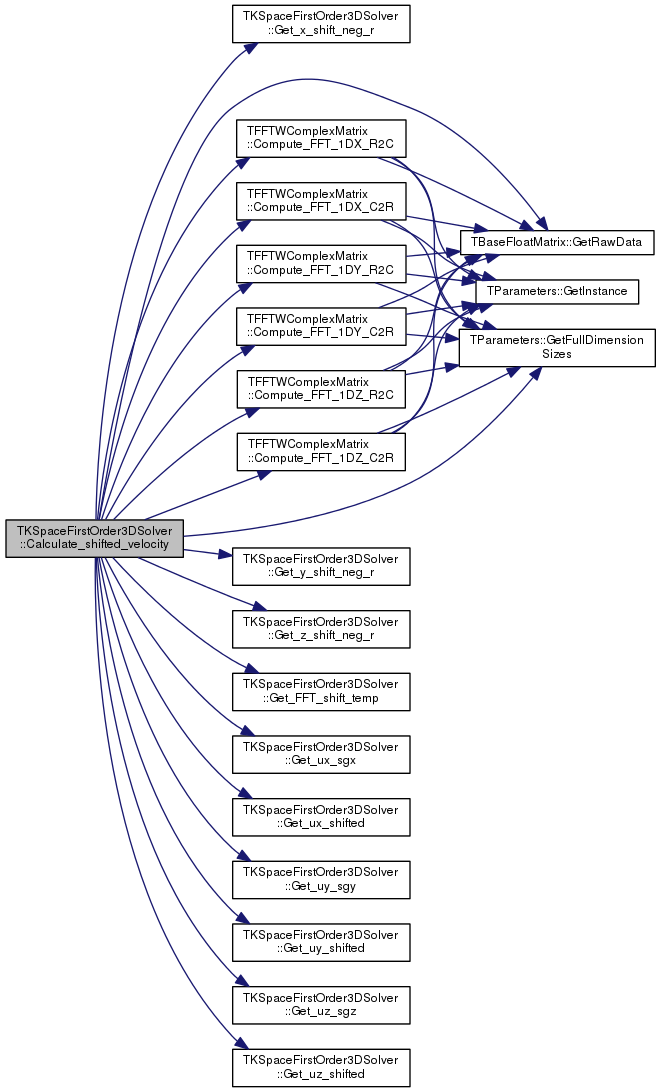 TKSpaceFirstOrder3DSolver
::Get_x_shift_neg_r
TFFTWComplexMatrix
::Compute_FFT_1DX_R2C
TFFTWComplexMatrix
::Compute_FFT_1DX_C2R
TFFTWComplexMatrix
::Compute_FFT_1DY_R2C
TFFTWComplexMatrix
::Compute_FFT_1DY_C2R
TFFTWComplexMatrix
::Compute_FFT_1DZ_R2C
TFFTWComplexMatrix
::Compute_FFT_1DZ_C2R
TBaseFloatMatrix::GetRawData
TParameters::GetInstance
TParameters::GetFullDimension
Sizes
TKSpaceFirstOrder3DSolver
::Calculate_shifted_velocity
TKSpaceFirstOrder3DSolver
::Get_y_shift_neg_r
TKSpaceFirstOrder3DSolver
::Get_z_shift_neg_r
TKSpaceFirstOrder3DSolver
::Get_FFT_shift_temp
TKSpaceFirstOrder3DSolver
::Get_ux_sgx
TKSpaceFirstOrder3DSolver
::Get_ux_shifted
TKSpaceFirstOrder3DSolver
::Get_uy_sgy
TKSpaceFirstOrder3DSolver
::Get_uy_shifted
TKSpaceFirstOrder3DSolver
::Get_uz_sgz
TKSpaceFirstOrder3DSolver
::Get_uz_shifted